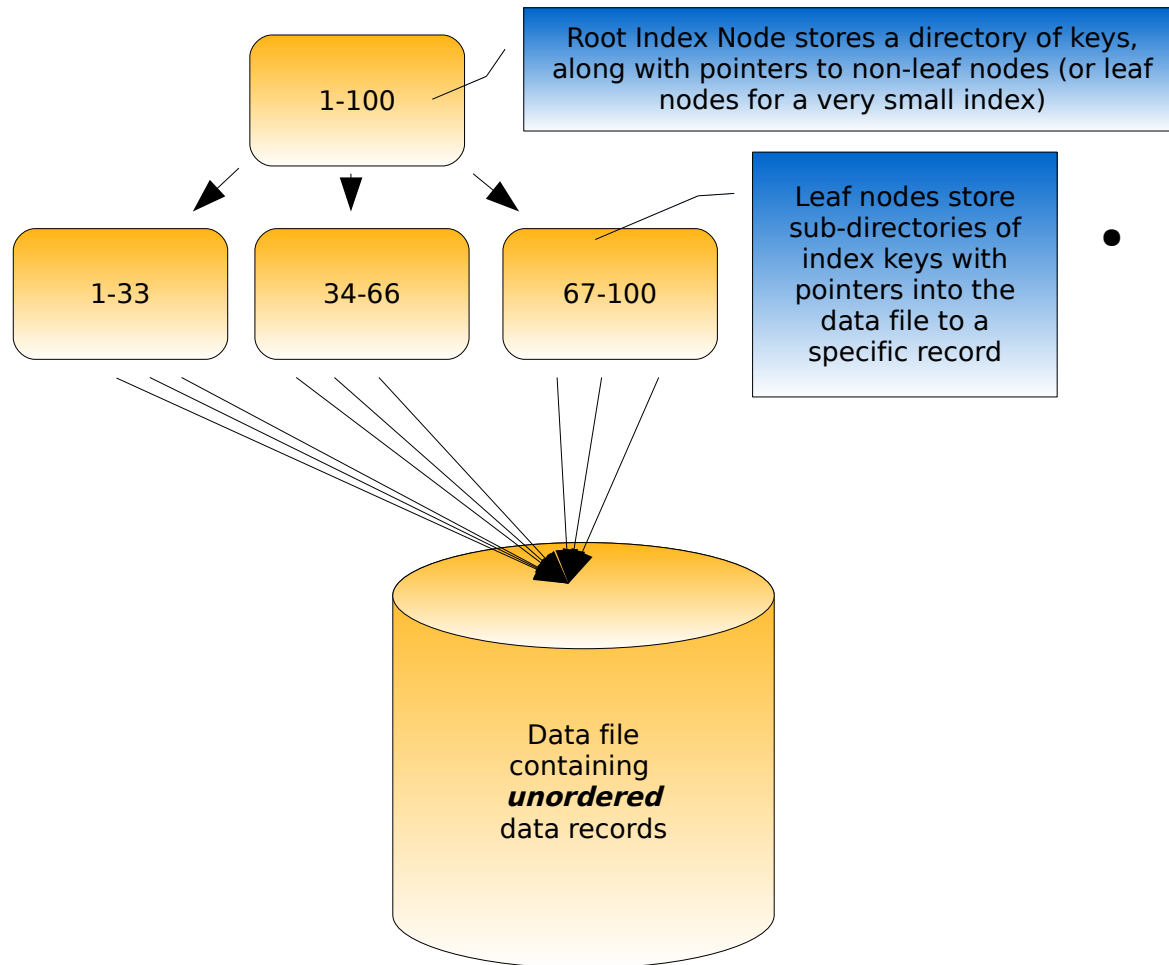 Root Index Node stores a directory of keys,
along with pointers to non-leaf nodes (or leaf
nodes for a very small index)
1-100
Leaf nodes store
sub-directories of
index keys with
pointers into the
data file to a
specific record
1-33
34-66
67-100
Data file
containing
unordered
data records